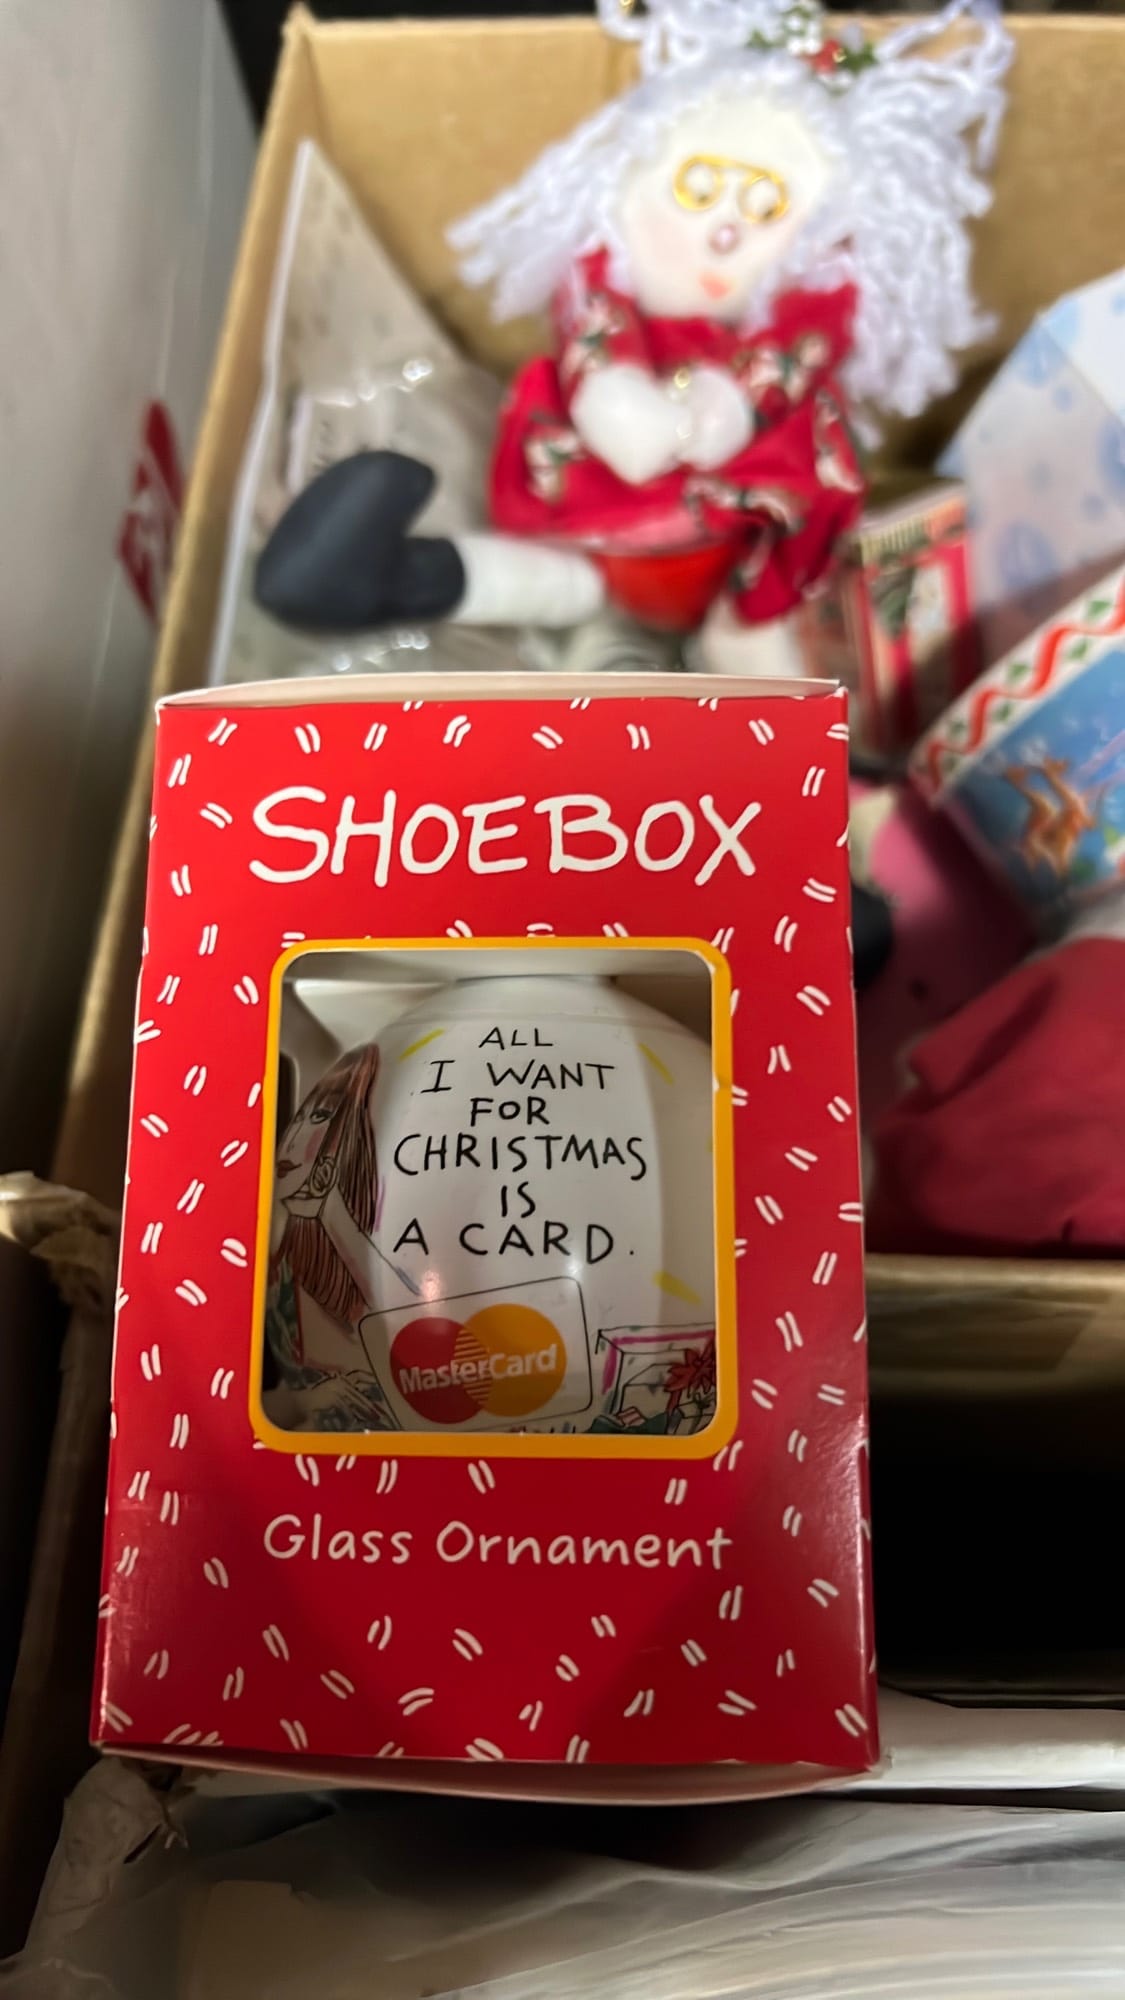 SHOEBOX
ALL
I WANT
FOR
CHRISTMAS
IS
A CARD.
MasterCard
Glass Ornament